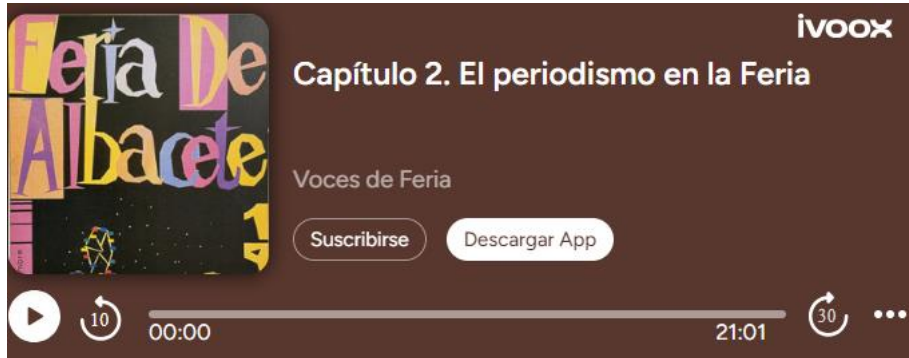 Feria De
Albacete
ivoox
Capítulo 2. El periodismo en la Feria
Voces de Feria
Suscribirse
Descargar App
10
00:00
21:01
30